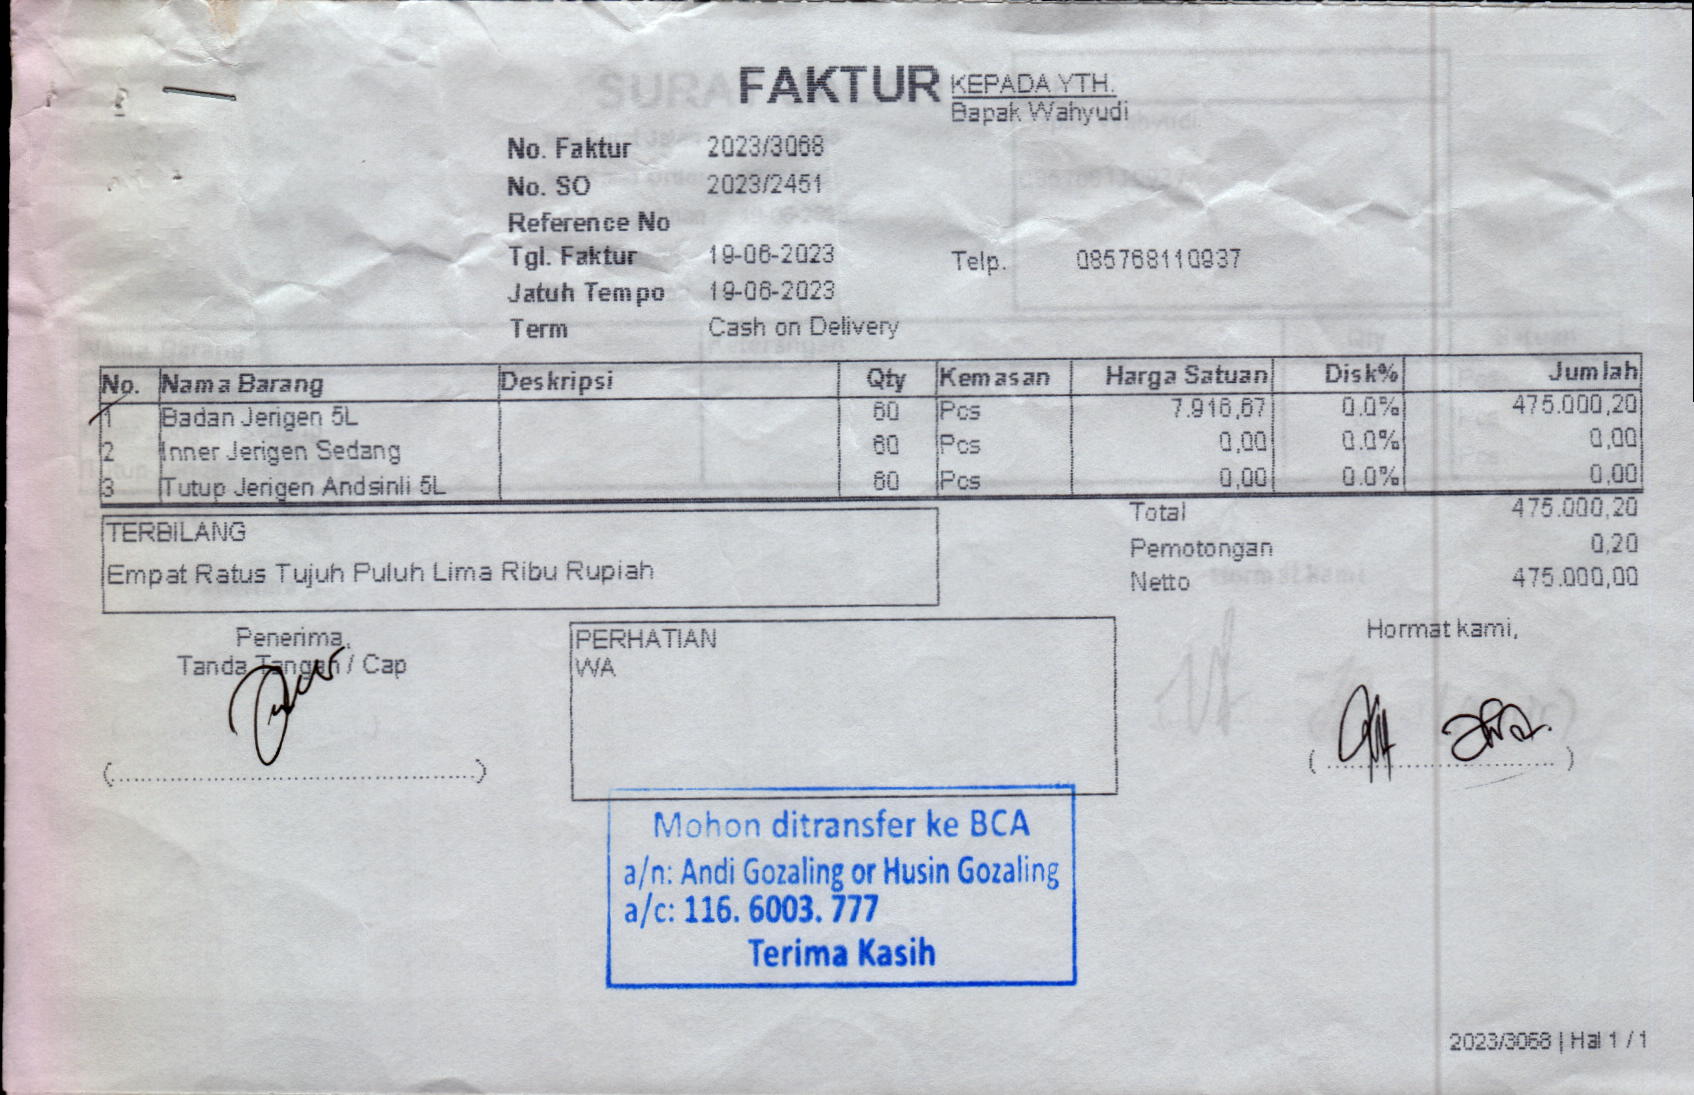 FAKTUR
KEPADA YTH.
Bapak Wahyudi
No. Faktur 2023/3068
No. SO 2023/2451
Reference No
Tgl. Faktur 19-06-2023
Telp. 085768110937
Jatuh Tempo 19-06-2023
Term Cash on Delivery
No. Nama Barang Deskripsi Qty Kemasan Harga Satuan Disk% Jumlah
1 Badan Jerigen 5L 60 Pcs 7.916,67 0.0% 475.000,20
2 Inner Jerigen Sedang 60 Pcs 0,00 0.0% 0,00
3 Tutup Jerigen Andsinli 5L 60 Pcs 0,00 0.0% 0,00
Total 475.000,20
Pemotongan 0,20
Netto 475.000,00
TERBILANG
Empat Ratus Tujuh Puluh Lima Ribu Rupiah
Penerima,
Tanda Tangan / Cap
PERHATIAN
WA
Hormat kami,
Mohon ditransfer ke BCA
a/n: Andi Gozaling or Husin Gozaling
a/c: 116. 6003. 777
Terima Kasih
2023/3068 | Hal 1 / 1